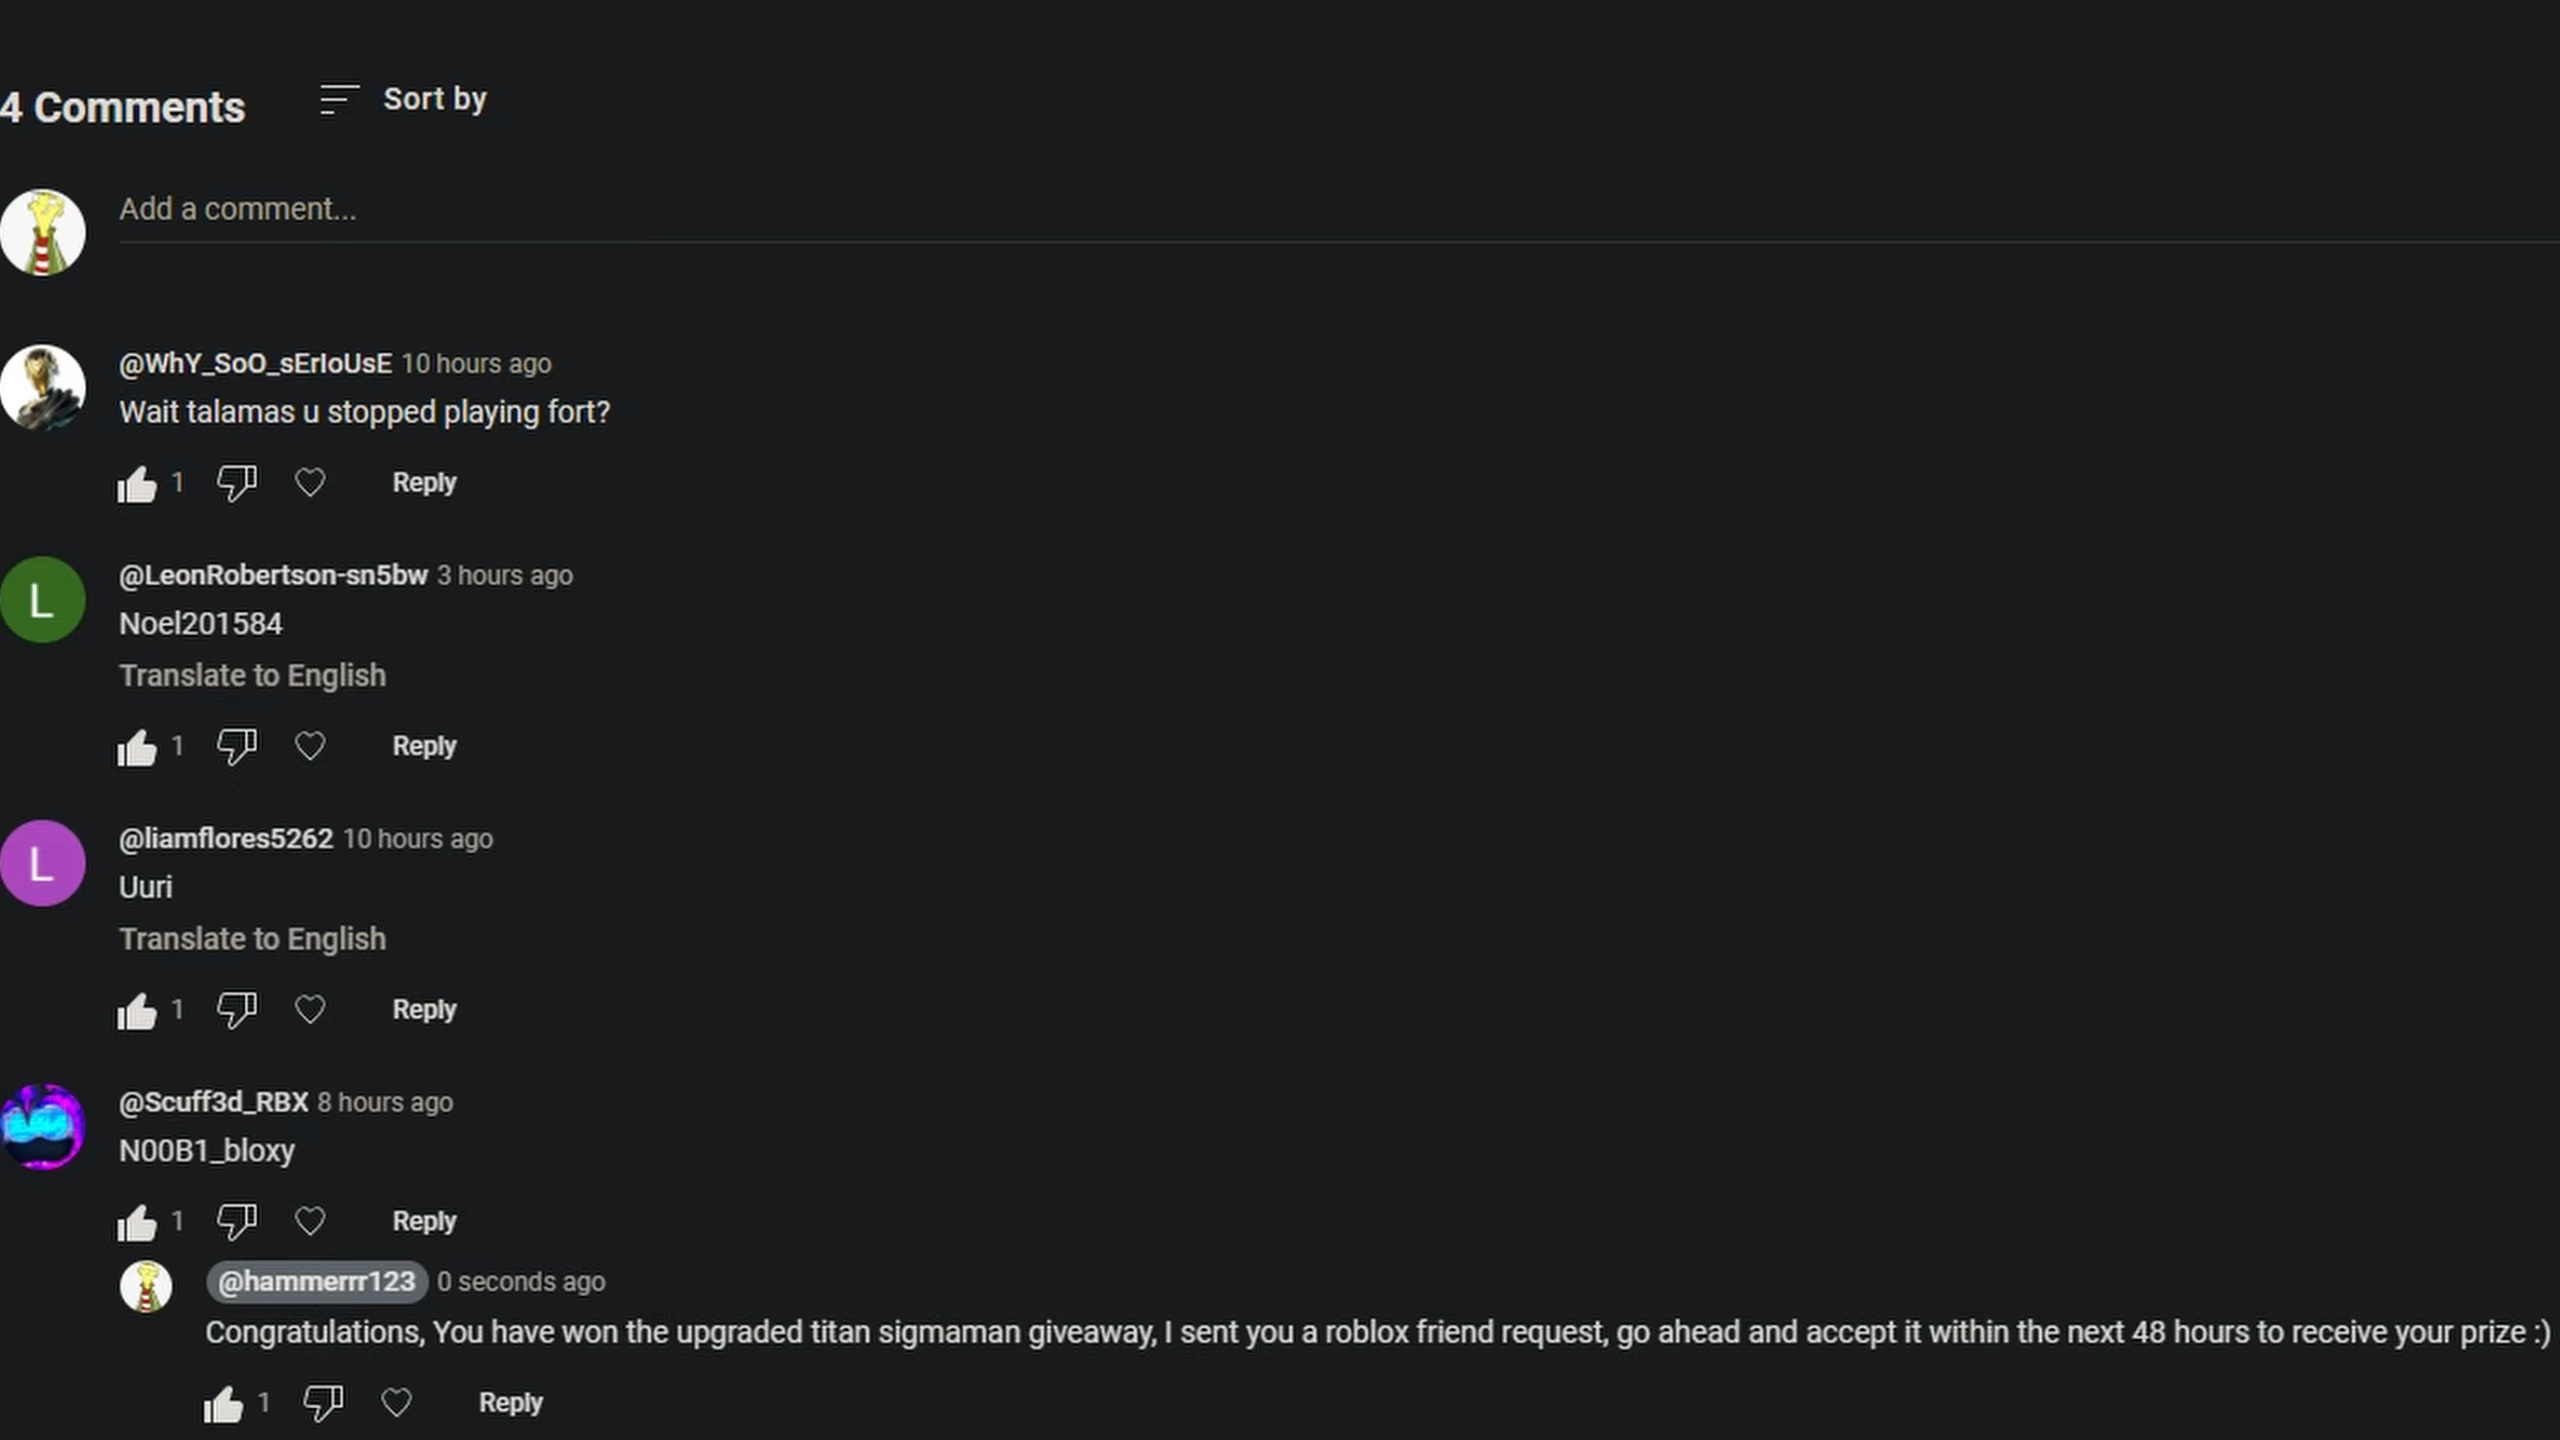 4 Comments
Sort by
Add a comment...
@WhY_SoO_sErIoUsE 10 hours ago
Wait talamas u stopped playing fort?
1
Reply
L
@LeonRobertson-sn5bw 3 hours ago
Noel201584
Translate to English
1
Reply
L
@liamflores5262 10 hours ago
Uuri
Translate to English
1
Reply
@Scuff3d_RBX 8 hours ago
N00B1_bloxy
1
Reply
@hammerrr123 0 seconds ago
Congratulations, You have won the upgraded titan sigmaman giveaway, I sent you a roblox friend request, go ahead and accept it within the next 48 hours to receive your prize :)
1
Reply